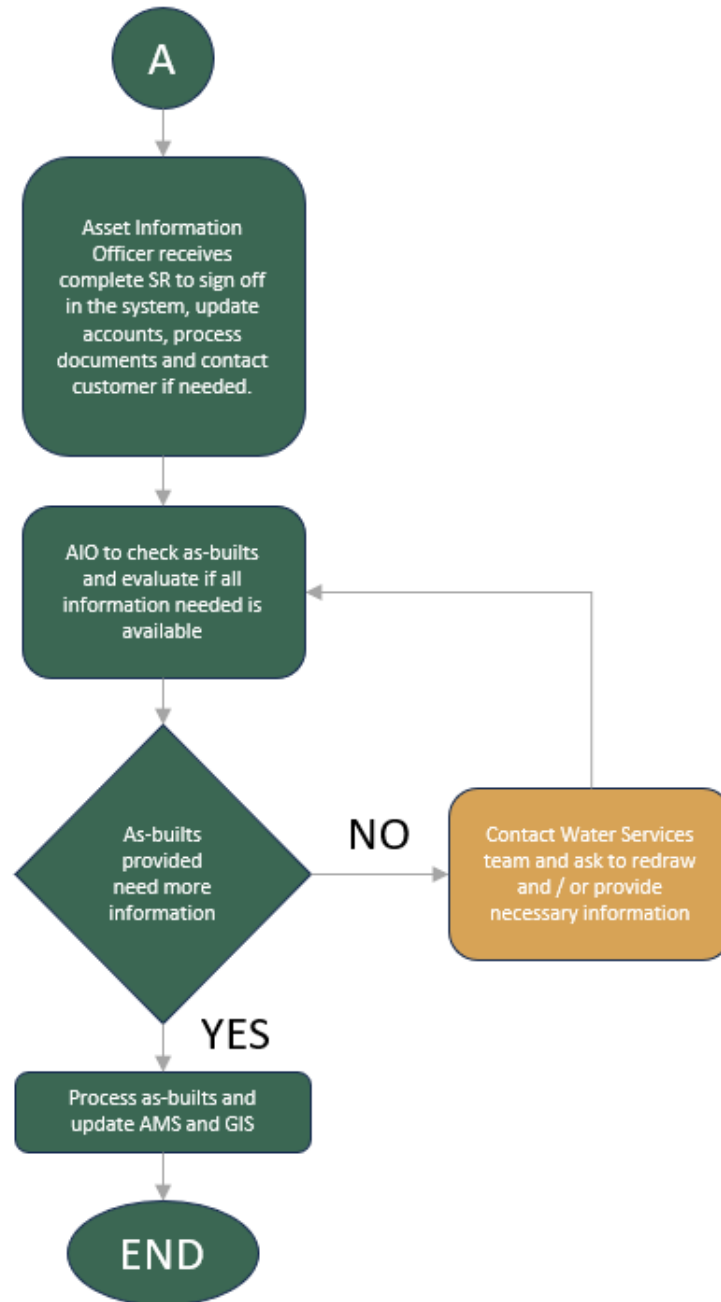 A
Asset Information
Officer receives
complete SR to sign off
in the system, update
accounts, process
documents and contact
customer if needed.
AIO to check as-builts
and evaluate if all
information needed is
available
As-builts
provided
need more
information
NO
Contact Water Services
team and ask to redraw
and / or provide
necessary information
YES
Process as-builts and
update AMS and GIS
END